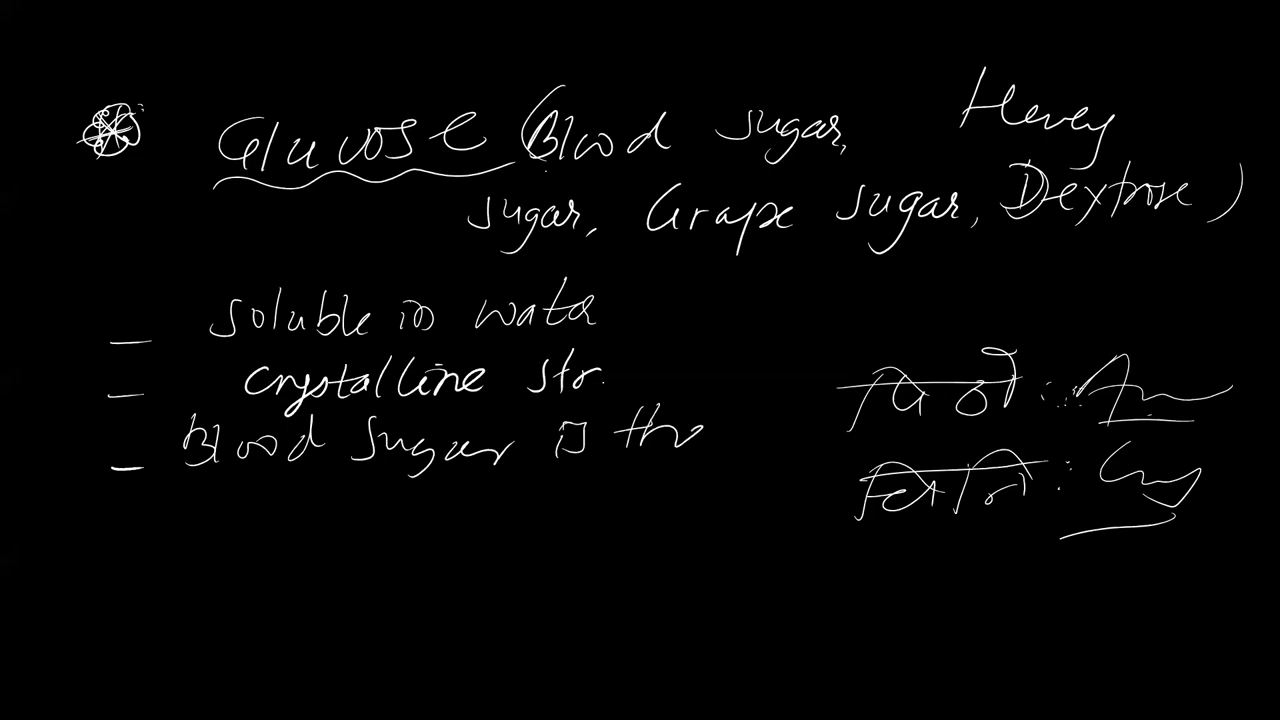 Glucose (Blood sugar, Honey
sugar, Grape sugar, Dextrose)
— soluble in water
— crystalline str.
— Blood sugar is the